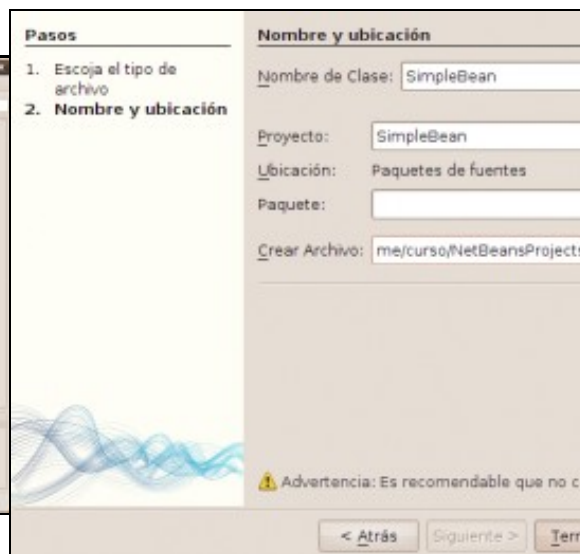 Pasos
1. Escoja el tipo de
archivo
2. Nombre y ubicación
Nombre y ubicación
Nombre de Clase: SimpleBean
Proyecto: SimpleBean
Ubicación: Paquetes de fuentes
Paquete:
Crear Archivo: me/curso/NetBeansProjects
Advertencia: Es recomendable que no c
< Atrás Siguiente > Terr